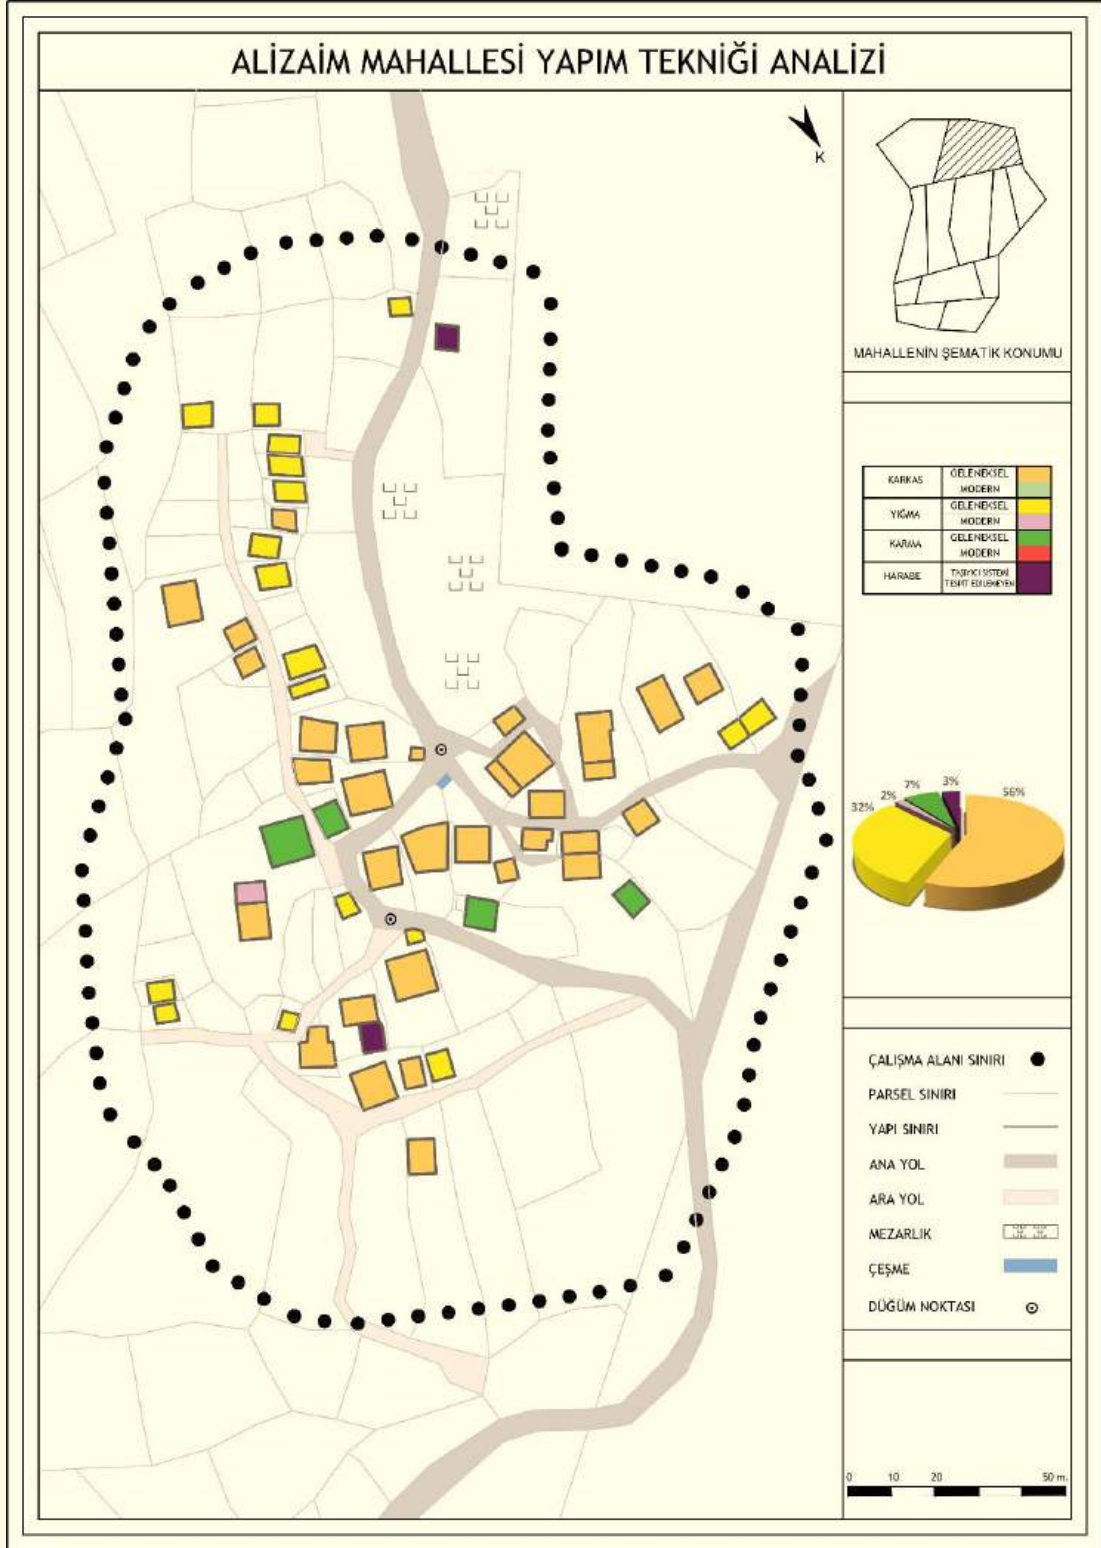 ALİZAİM MAHALLESİ YAPIM TEKNİĞİ ANALİZİ
K
MAHALLENİN ŞEMATİK KONUMU
KARKAS GELENEKSEL
MODERN
YIĞMA GELENEKSEL
MODERN
KARMA GELENEKSEL
MODERN
HARABE TAŞIYICI SİSTEMİ
TESPİT EDİLEMEYEN
32% 2% 7% 3% 56%
ÇALIŞMA ALANI SINIRI
PARSEL SINIRI
YAPI SINIRI
ANA YOL
ARA YOL
MEZARLIK
ÇEŞME
DÜĞÜM NOKTASI
0 10 20 50 m.